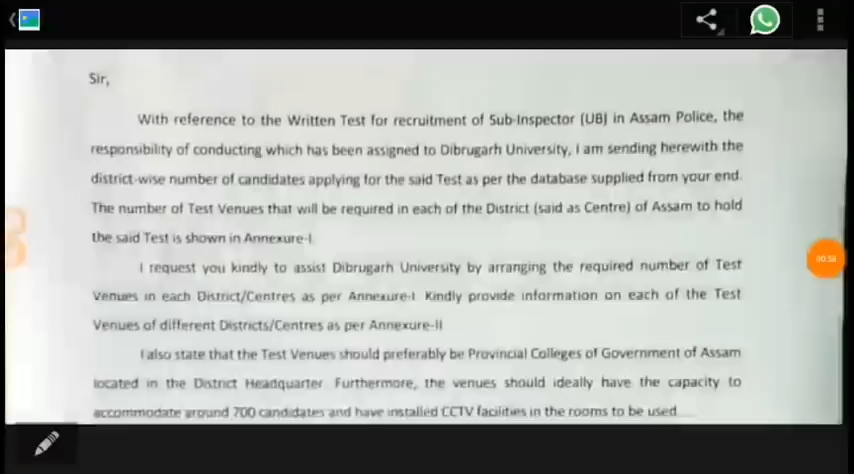 Sir,
With reference to the Written Test for recruitment of Sub-Inspector (UB) in Assam Police, the
responsibility of conducting which has been assigned to Dibrugarh University, I am sending herewith the
district-wise number of candidates applying for the said Test as per the database supplied from your end.
The number of Test Venues that will be required in each of the District (said as Centre) of Assam to hold
the said Test is shown in Annexure-I.
00:58
I request you kindly to assist Dibrugarh University by arranging the required number of Test
Venues in each District/Centres as per Annexure-I. Kindly provide information on each of the Test
Venues of different Districts/Centres as per Annexure-II
I also state that the Test Venues should preferably be Provincial Colleges of Government of Assam
located in the District Headquarter. Furthermore, the venues should ideally have the capacity to
accommodate around 700 candidates and have installed CCTV facilities in the rooms to be used